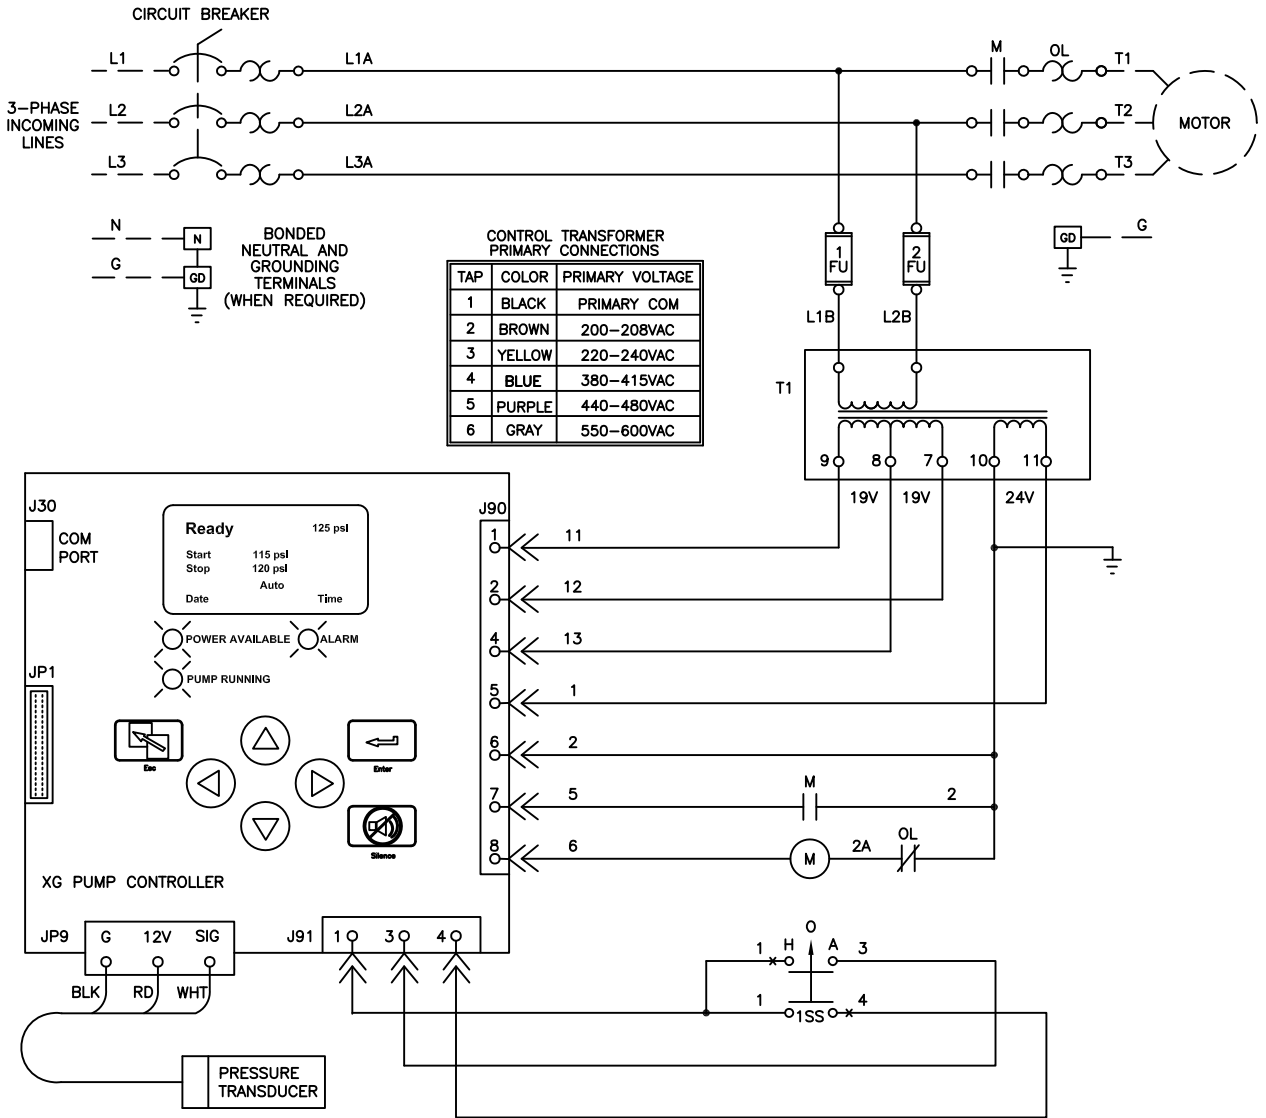 CIRCUIT BREAKER
L1
L1A
M
OL
T1
3-PHASE
INCOMING
LINES
L2
L2A
T2
MOTOR
L3
L3A
T3
N
N
G
GD
BONDED
NEUTRAL AND
GROUNDING
TERMINALS
(WHEN REQUIRED)
GD
G
CONTROL TRANSFORMER
PRIMARY CONNECTIONS
TAP COLOR PRIMARY VOLTAGE
1 BLACK PRIMARY COM
2 BROWN 200-208VAC
3 YELLOW 220-240VAC
4 BLUE 380-415VAC
5 PURPLE 440-480VAC
6 GRAY 550-600VAC
1
FU
2
FU
L1B
L2B
T1
9 8 7 10 11
19V 19V 24V
J30
COM
PORT
Ready 125 psi
Start 115 psi
Stop 120 psi
Auto
Date Time
POWER AVAILABLE
ALARM
PUMP RUNNING
JP1
Esc
Enter
Silence
XG PUMP CONTROLLER
J90
1 11
2 12
4 13
5 1
6 2
7 5 M 2
8 6 M 2A OL
JP9 G 12V SIG
J91 1 3 4
BLK RD WHT
PRESSURE
TRANSDUCER
O
1 H A 3
1 1SS 4